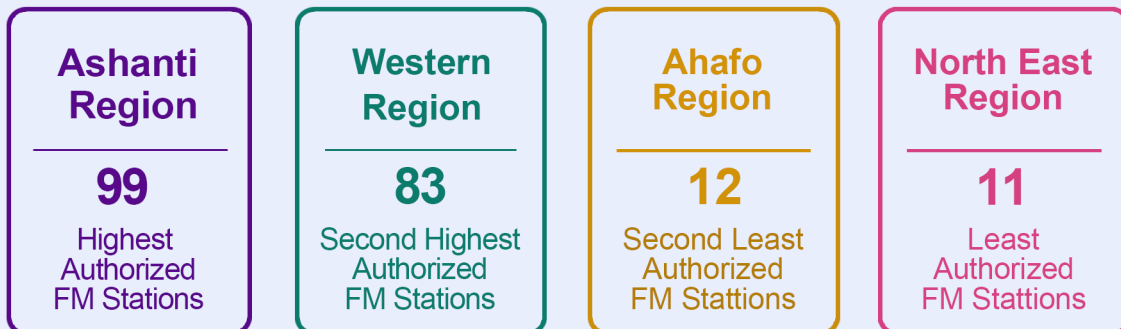 Ashanti
Region
99
Highest
Authorized
FM Stations
Western
Region
83
Second Highest
Authorized
FM Stations
Ahafo
Region
12
Second Least
Authorized
FM Stattions
North East
Region
11
Least
Authorized
FM Stattions